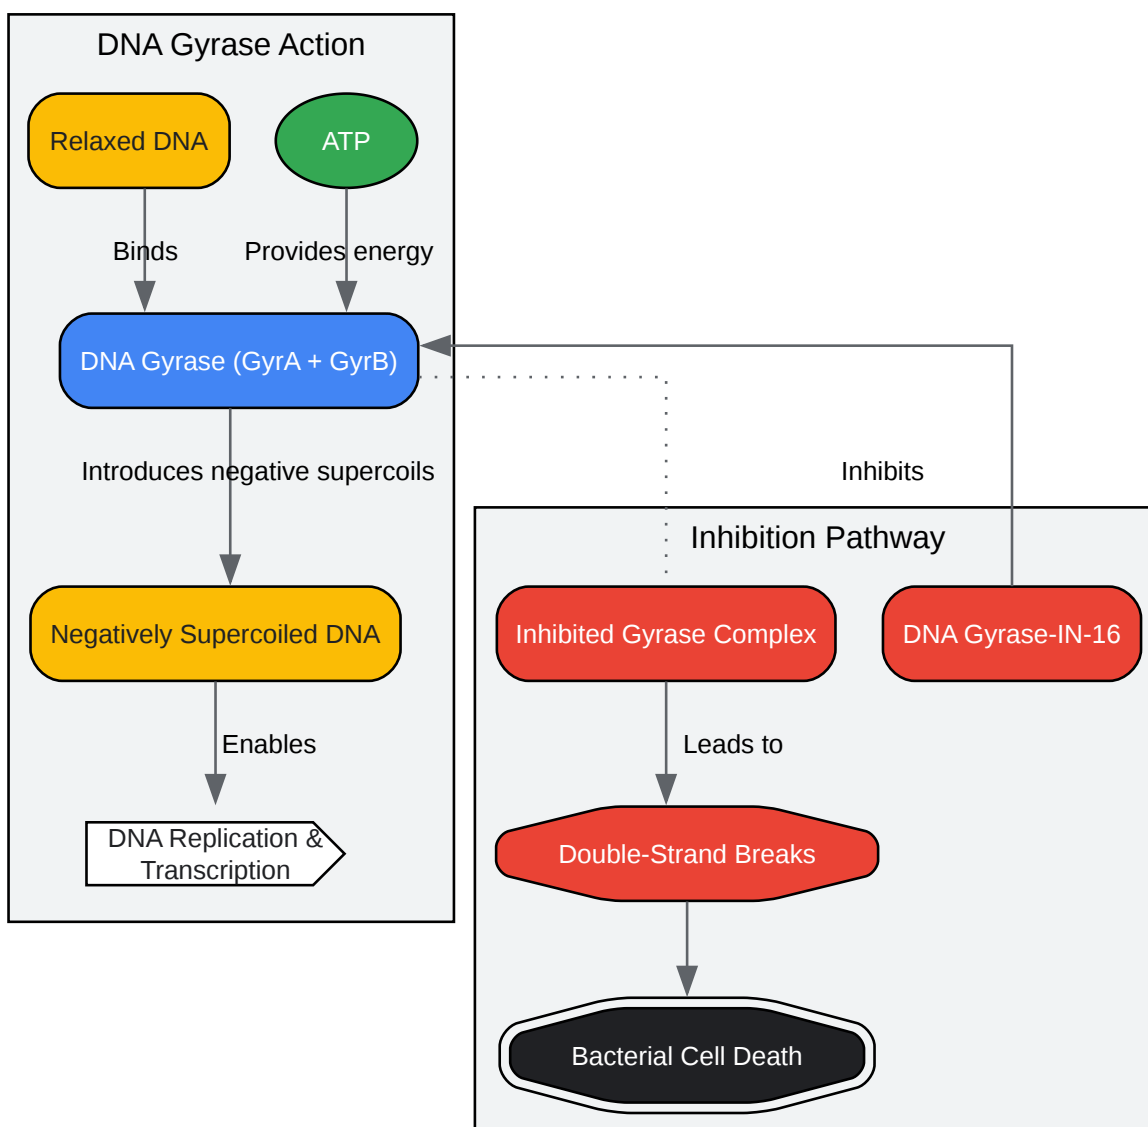 DNA Gyrase Action
Relaxed DNA
ATP
Binds
Provides energy
DNA Gyrase (GyrA + GyrB)
Introduces negative supercoils
Inhibits
Inhibition Pathway
Negatively Supercoiled DNA
Inhibited Gyrase Complex
DNA Gyrase-IN-16
Enables
Leads to
DNA Replication &
Transcription
Double-Strand Breaks
Bacterial Cell Death